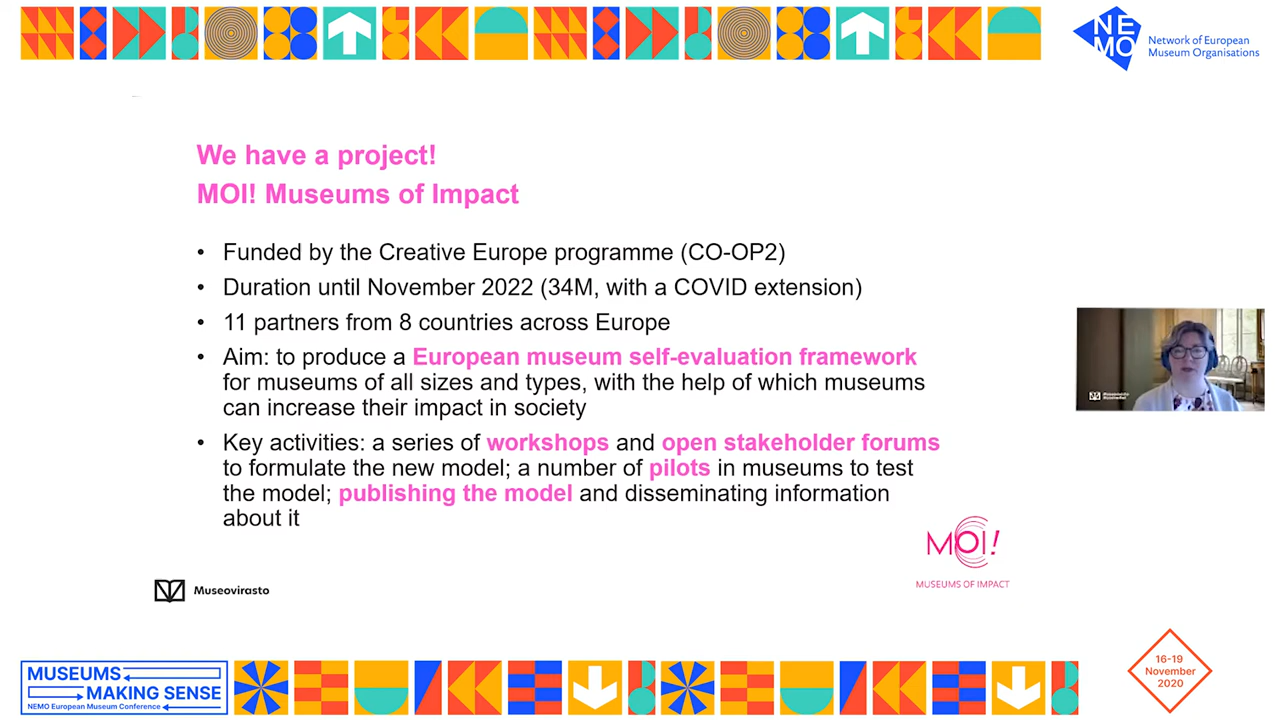 NE
MO
Network of European
Museum Organisations
We have a project!
MOI! Museums of Impact
• Funded by the Creative Europe programme (CO-OP2)
• Duration until November 2022 (34M, with a COVID extension)
• 11 partners from 8 countries across Europe
• Aim: to produce a European museum self-evaluation framework
for museums of all sizes and types, with the help of which museums
can increase their impact in society
• Key activities: a series of workshops and open stakeholder forums
to formulate the new model; a number of pilots in museums to test
the model; publishing the model and disseminating information
about it
MOI!
MUSEUMS OF IMPACT
Museovirasto
MUSEUMS
MAKING SENSE
NEMO European Museum Conference
16-19
November
2020